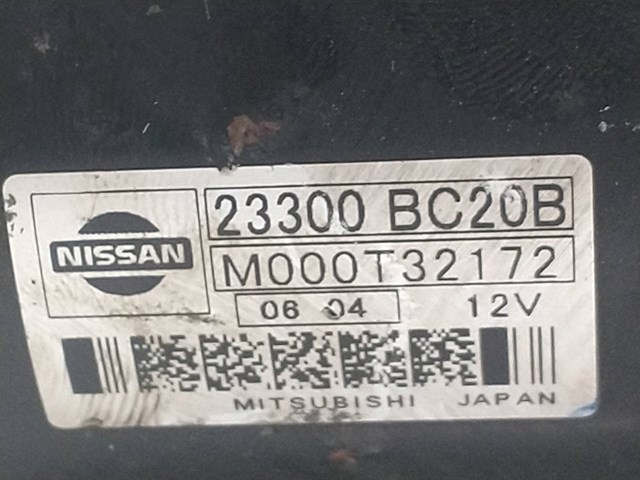 NISSAN
23300 BC20B
M000T32172
06 04 12V
MITSUBISHI JAPAN